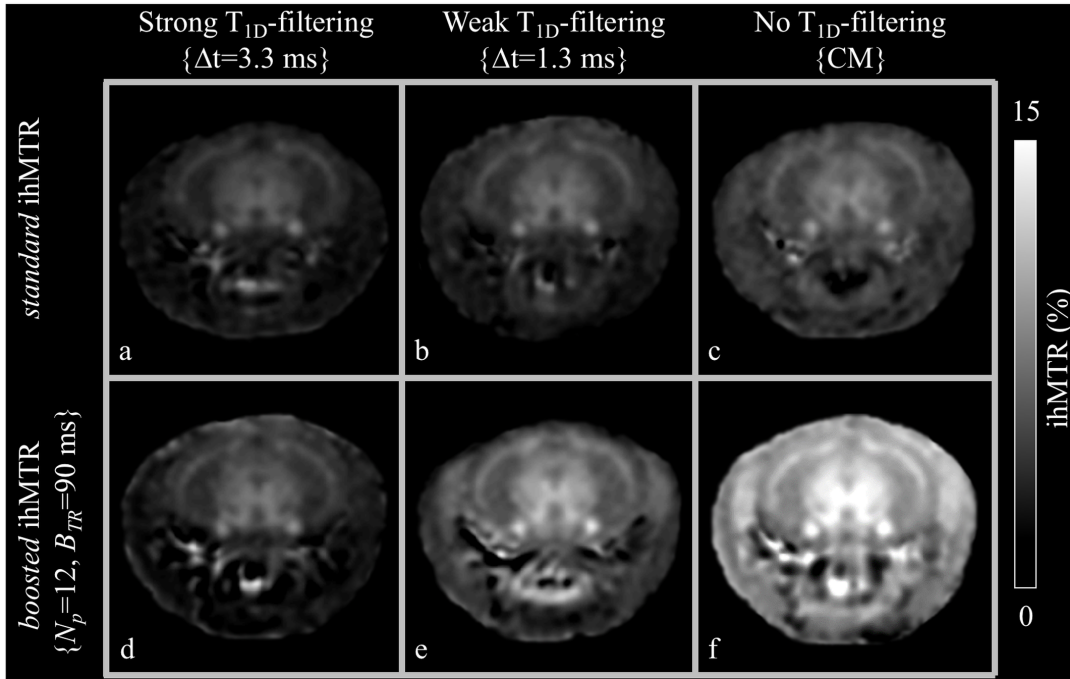 Strong T1D-filtering
{Δt=3.3 ms}
Weak T1D-filtering
{Δt=1.3 ms}
No T1D-filtering
{CM}
standard ihMTR
a
b
c
boosted ihMTR
{Np=12, BTR=90 ms}
d
e
f
15
ihMTR (%)
0